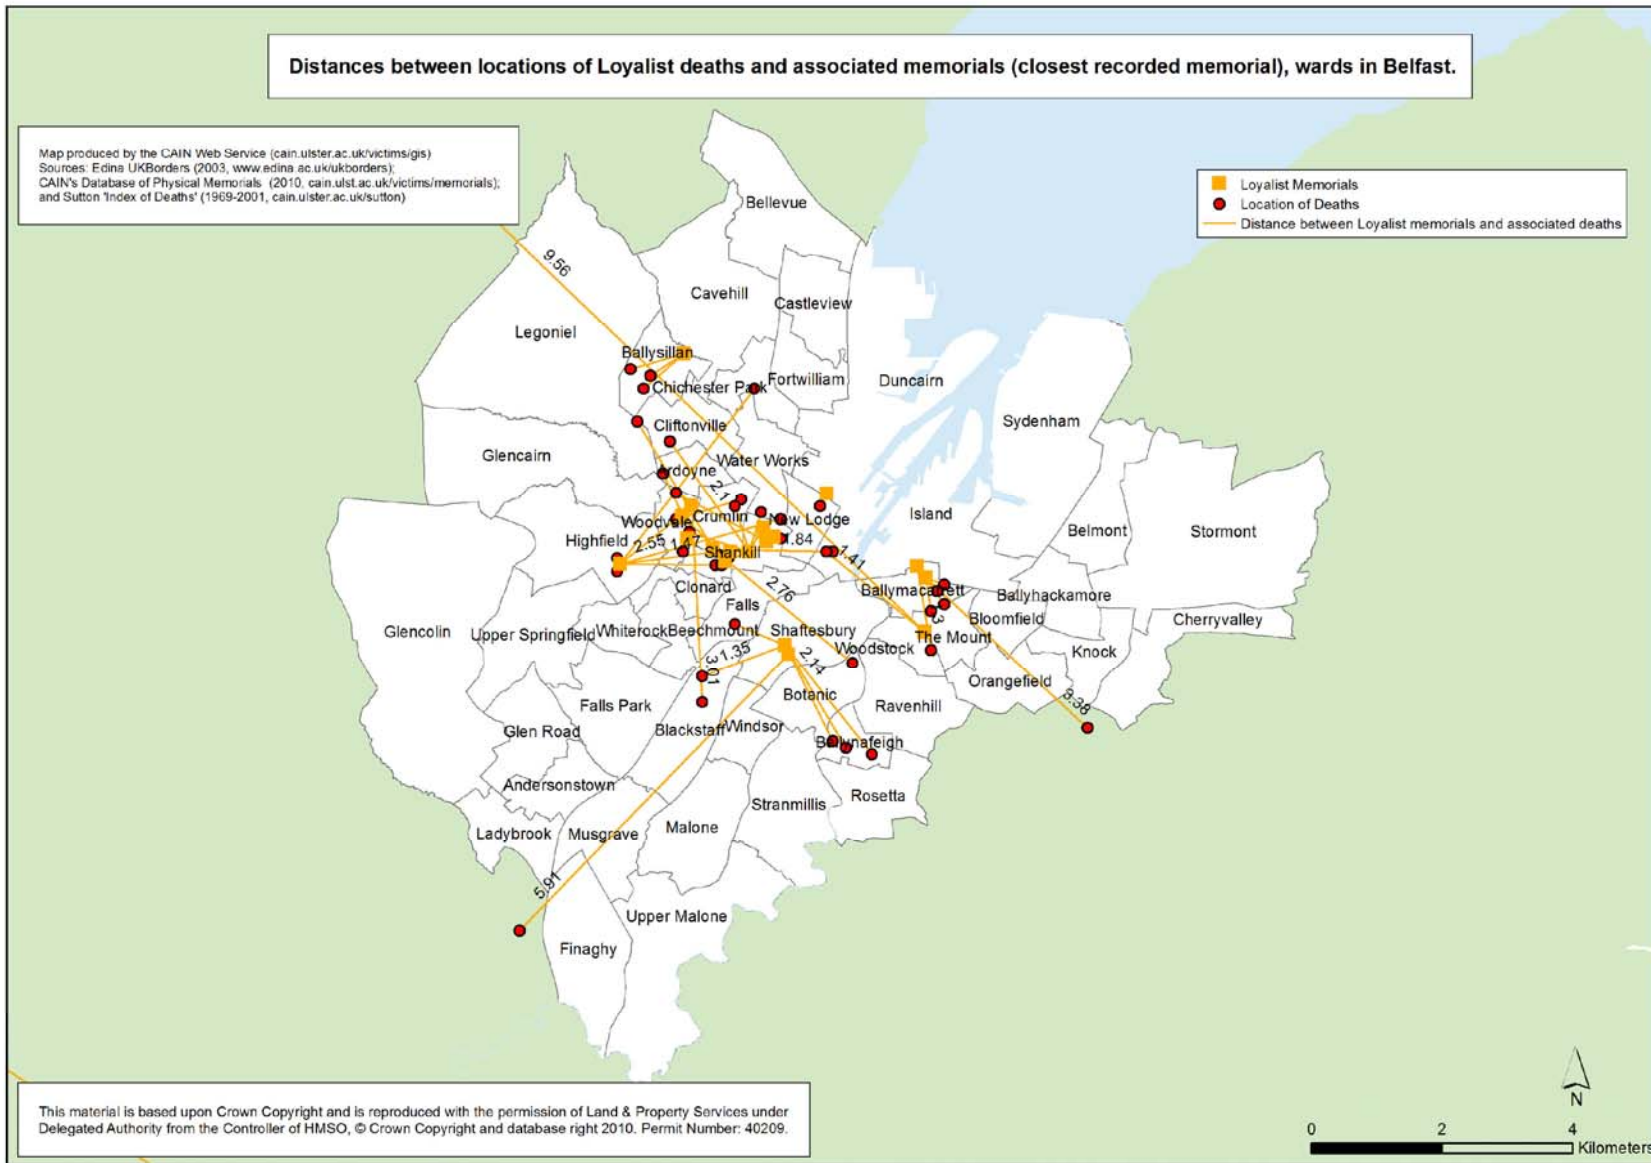 Distances between locations of Loyalist deaths and associated memorials (closest recorded memorial), wards in Belfast.
Map produced by the CAIN Web Service (cain.ulster.ac.uk/victims/gis)
Sources: Edina UKBorders (2003, www.edina.ac.uk/ukborders);
CAIN's Database of Physical Memorials (2010, cain.ulst.ac.uk/victims/memorials);
and Sutton 'Index of Deaths' (1969-2001, cain.ulster.ac.uk/sutton)
Loyalist Memorials
Location of Deaths
Distance between Loyalist memorials and associated deaths
Bellevue
9.56
Cavehill
Castleview
Legoniel
Ballysillan
Chichester Park
Fortwilliam
Duncairn
Sydenham
Cliftonville
Glencairn
Water Works
Ardoyne
2.1
Woodvale
Crumlin
New Lodge
Island
Belmont
Stormont
Highfield
2.55
1.47
Shankill
1.84
1.41
Clonard
2.76
Ballymacarrett
Ballyhackamore
Falls
3
Bloomfield
Cherryvalley
Glencolin
Upper Springfield
Whiterock
Beechmount
Shaftesbury
The Mount
Woodstock
Knock
1.35
3.01
2.14
Orangefield
Botanic
Falls Park
Ravenhill
3.38
Glen Road
Blackstaff
Windsor
Ballynafeigh
Andersonstown
Rosetta
Stranmillis
Ladybrook
Musgrave
Malone
5.91
Upper Malone
Finaghy
This material is based upon Crown Copyright and is reproduced with the permission of Land & Property Services under
Delegated Authority from the Controller of HMSO, © Crown Copyright and database right 2010. Permit Number: 40209.
N
0 2 4
Kilometers